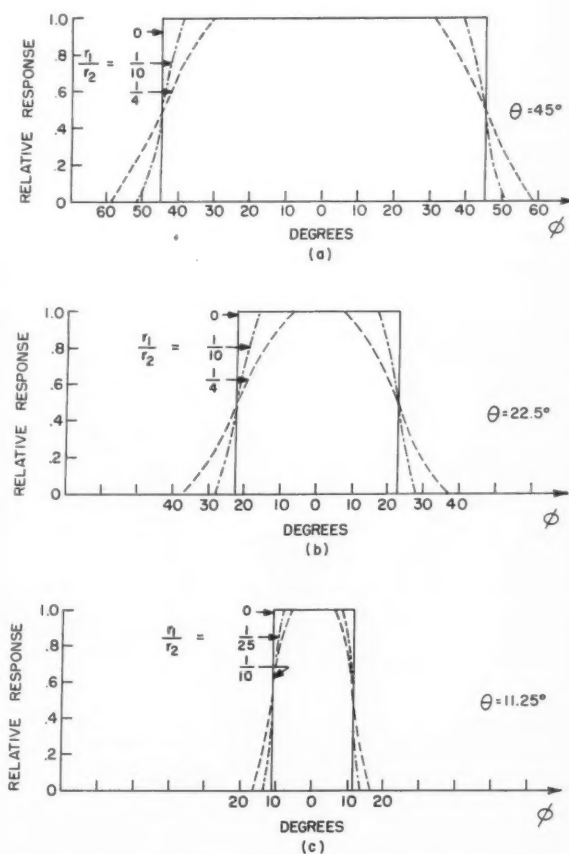 RELATIVE RESPONSE
1.0
.8
.6
.4
.2
0
0
r1/r2 = 1/10
1/4
θ=45°
60 50 40 30 20 10 0 10 20 30 40 50 60 φ
DEGREES
(a)
RELATIVE RESPONSE
1.0
.8
.6
.4
.2
0
0
r1/r2 = 1/10
1/4
θ=22.5°
40 30 20 10 0 10 20 30 40 φ
DEGREES
(b)
RELATIVE RESPONSE
1.0
.8
.6
.4
.2
0
0
r1/r2 = 1/25
1/10
θ=11.25°
20 10 0 10 20 φ
DEGREES
(c)